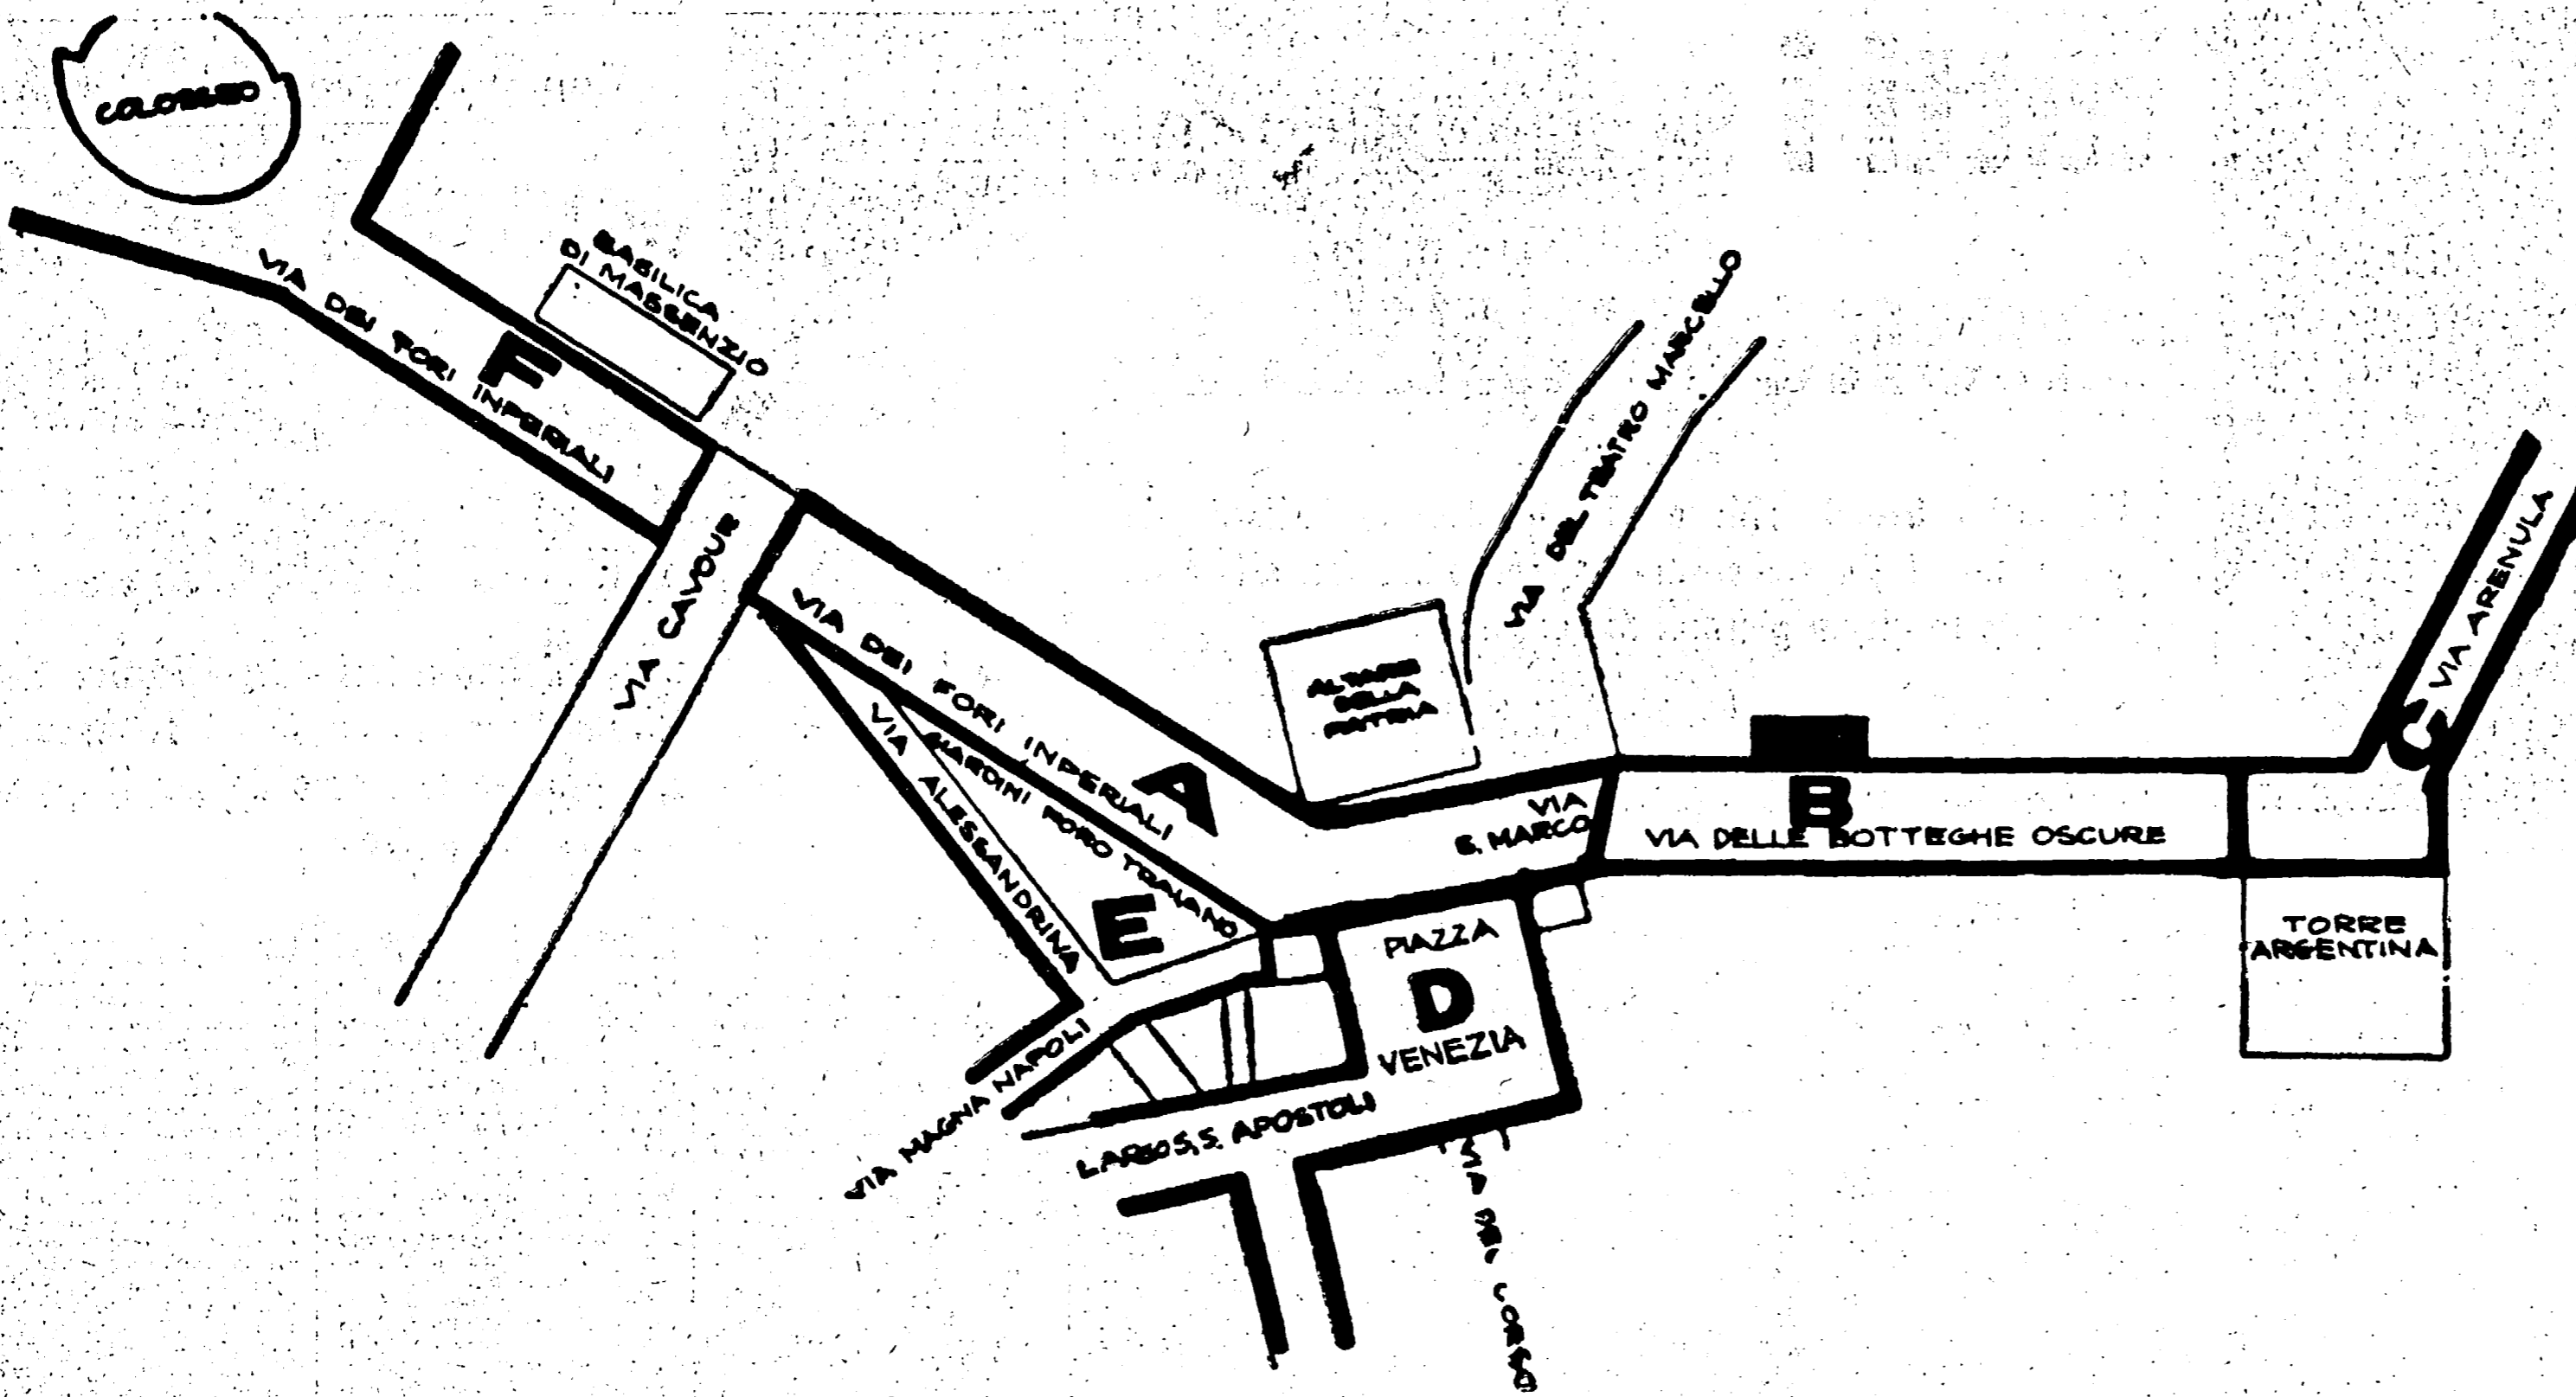 COLOSSEO
BASILICA
DI MASSENZIO
VIA DEI FORI INPERIALI
F
VIA CAVOUR
VIA DEI FORI INPERIALI
A
VIA ALESSANDRINA
GIARDINI FORO TRAIANO
E
VIA MAGNA NAPOLI
ALTARE
DELLA
PATRIA
VIA DEL TEATRO MARCELLO
VIA
S. MARCO
B
VIA DELLE BOTTEGHE OSCURE
C
VIA ARENULA
TORRE
ARGENTINA
PIAZZA
D
VENEZIA
LARGO S.S. APOSTOLI
VIA DEL CORSO